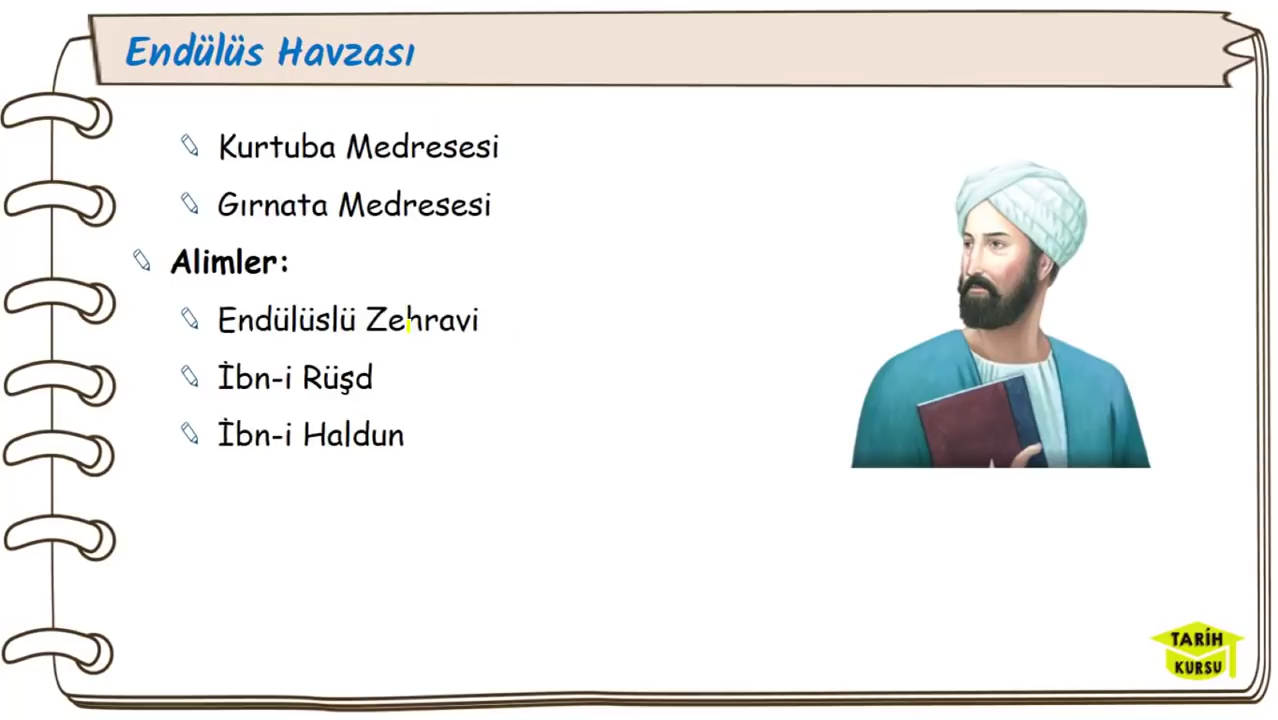 Endülüs Havzası
Kurtuba Medresesi
Gırnata Medresesi
Alimler:
Endülüslü Zehravi
İbn-i Rüşd
İbn-i Haldun
TARİH
KURSU